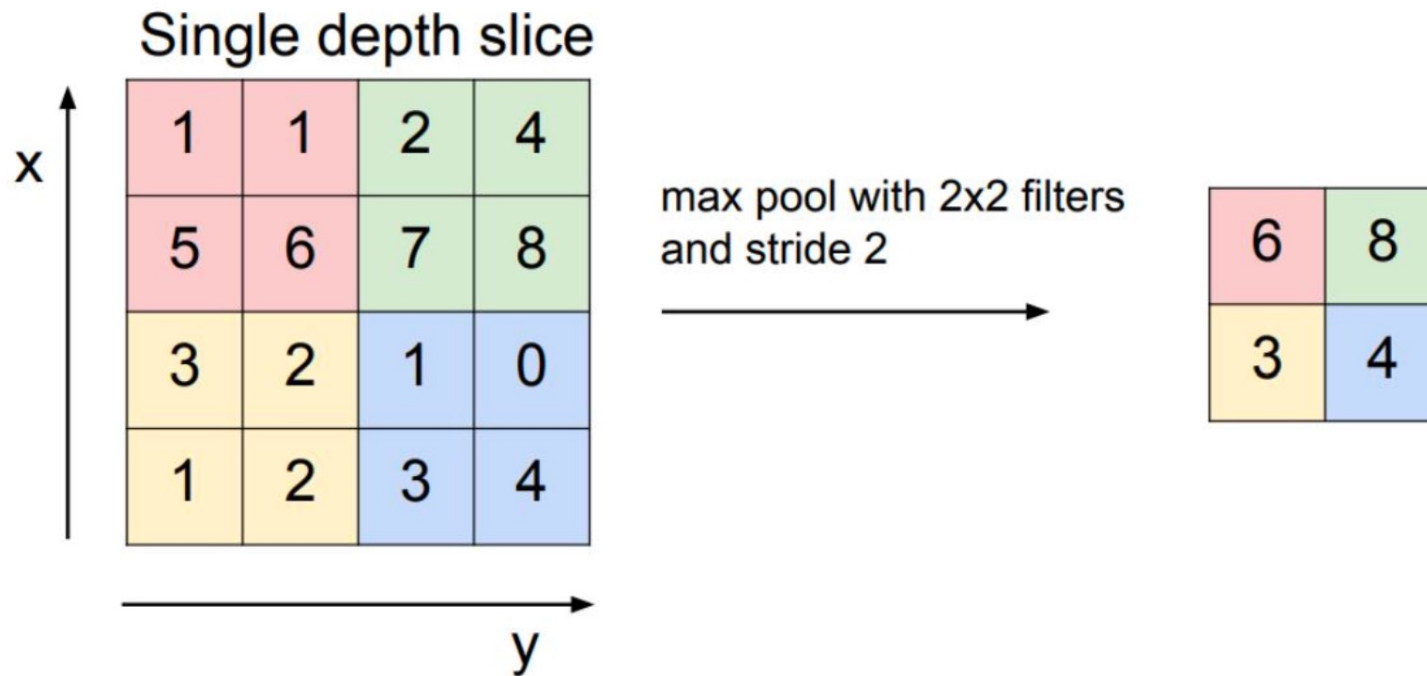 Single depth slice
x
1 1 2 4
5 6 7 8
3 2 1 0
1 2 3 4
y
max pool with 2x2 filters
and stride 2
6 8
3 4